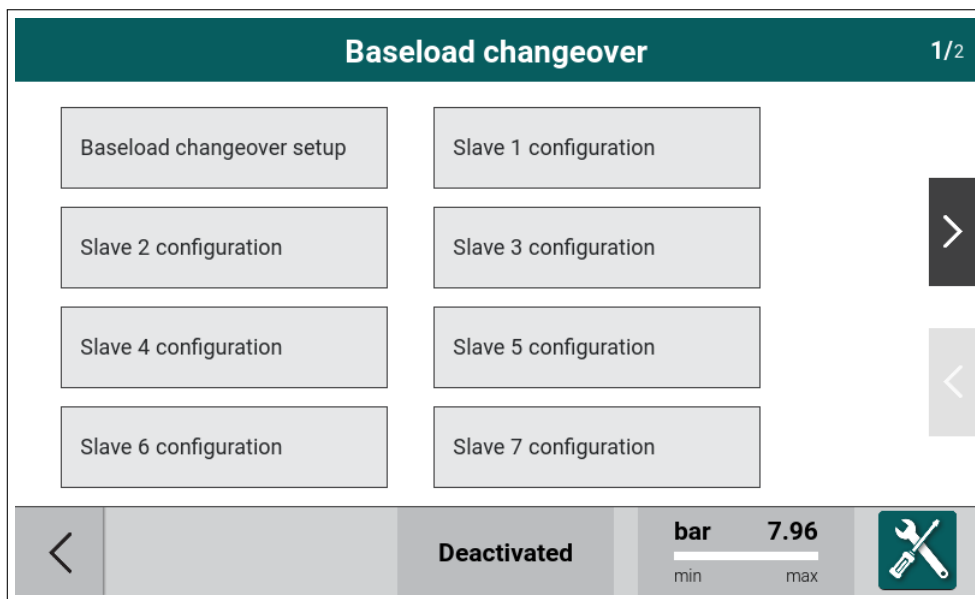 Baseload changeover
1/2
Baseload changeover setup
Slave 1 configuration
Slave 2 configuration
Slave 3 configuration
Slave 4 configuration
Slave 5 configuration
Slave 6 configuration
Slave 7 configuration
Deactivated
bar 7.96
min max